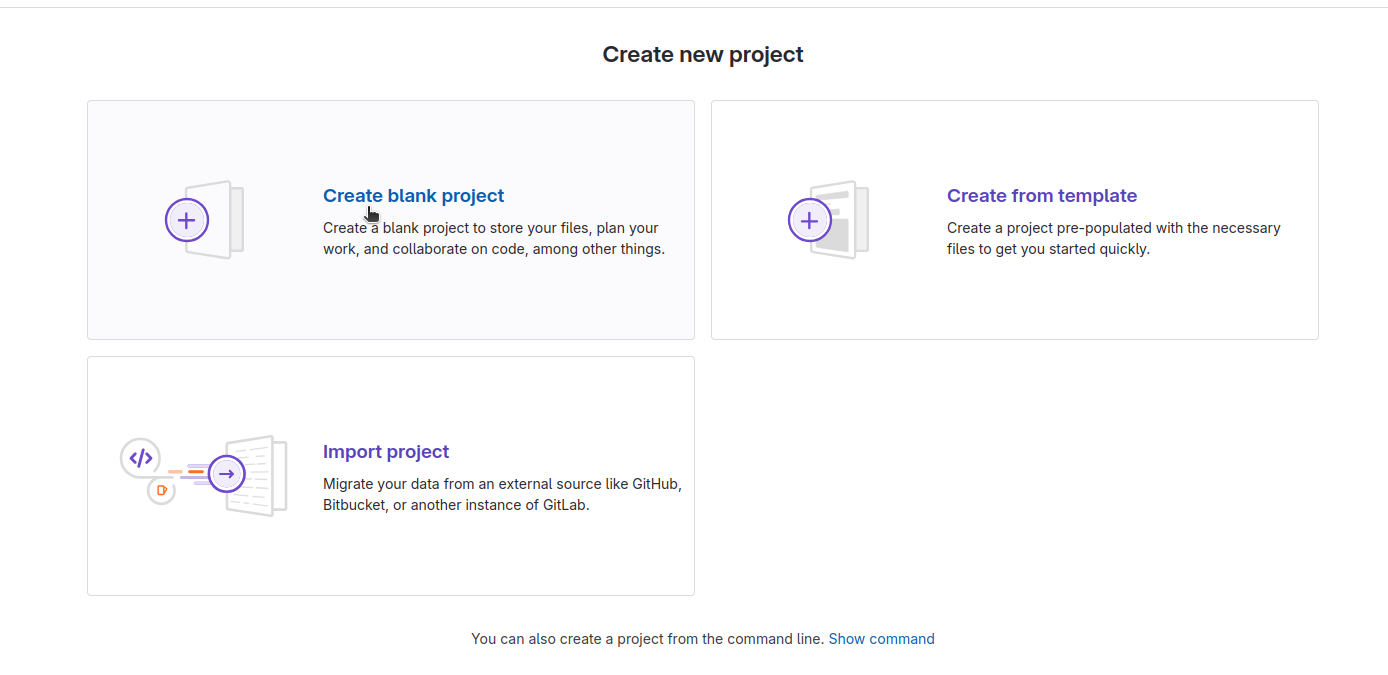 Create new project
Create blank project
Create a blank project to store your files, plan your
work, and collaborate on code, among other things.
Create from template
Create a project pre-populated with the necessary
files to get you started quickly.
Import project
Migrate your data from an external source like GitHub,
Bitbucket, or another instance of GitLab.
You can also create a project from the command line. Show command